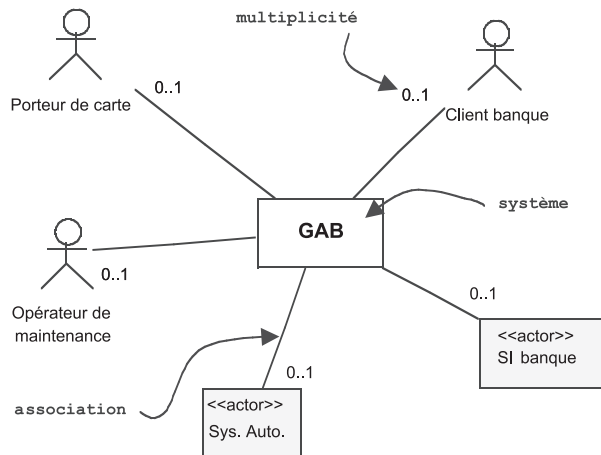 multiplicité
0..1
0..1
Porteur de carte
Client banque
système
GAB
0..1
Opérateur de
maintenance
0..1
<<actor>>
SI banque
0..1
association
<<actor>>
Sys. Auto.